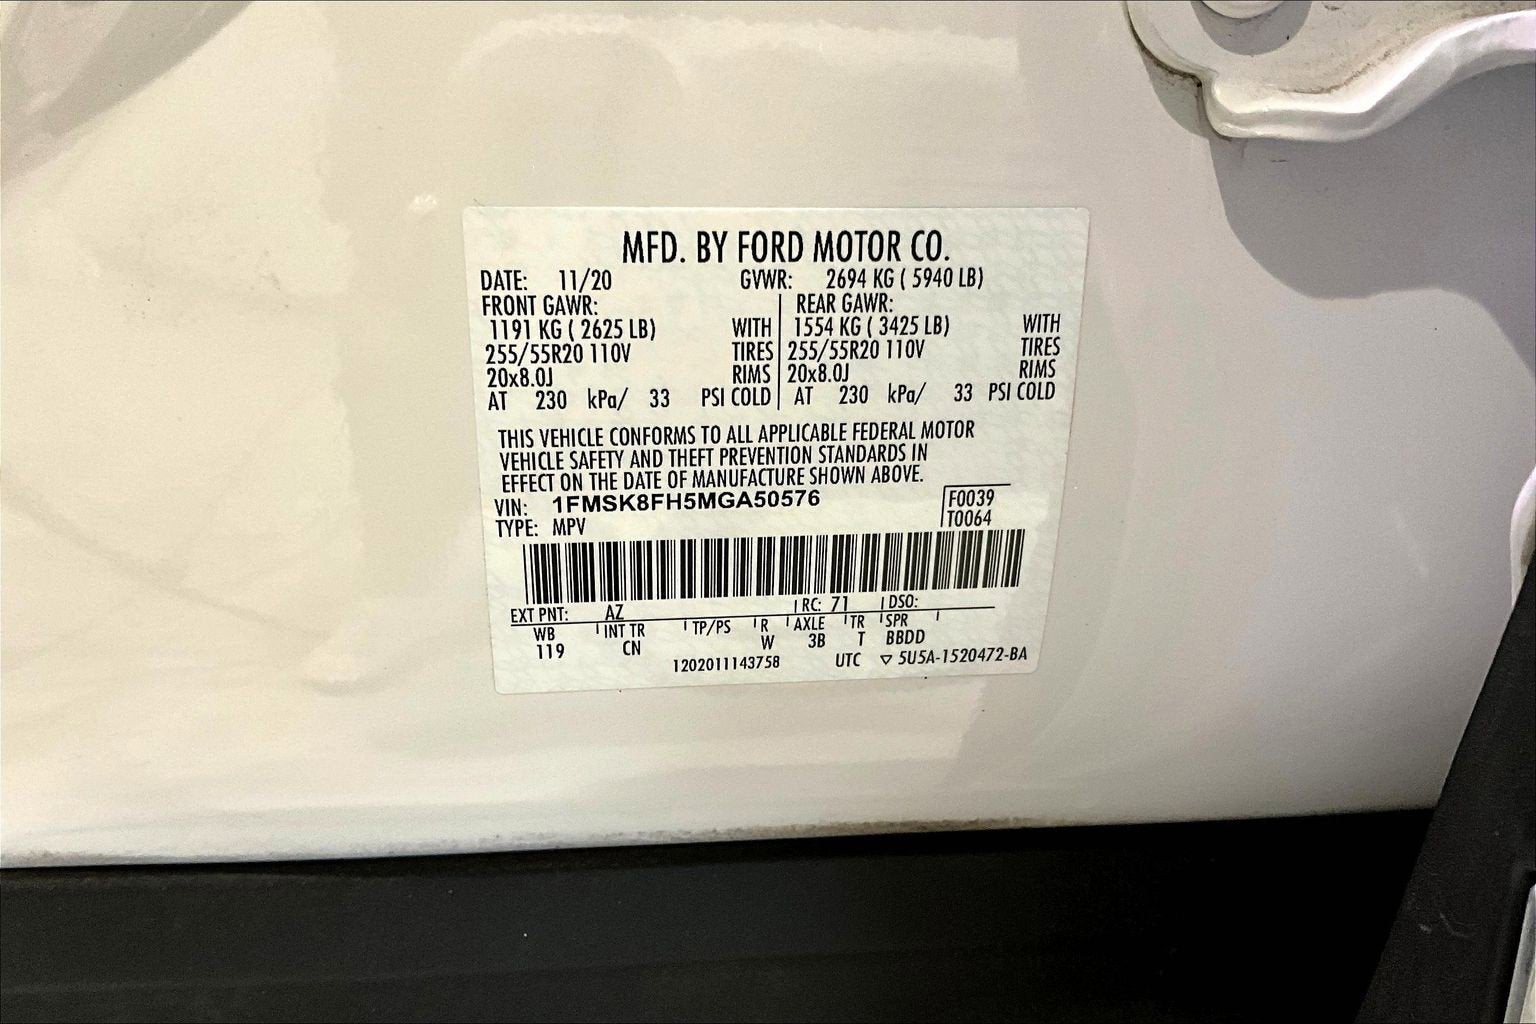 MFD. BY FORD MOTOR CO.
DATE: 11/20 GVWR: 2694 KG ( 5940 LB)
FRONT GAWR: REAR GAWR:
1191 KG ( 2625 LB) WITH 1554 KG ( 3425 LB) WITH
255/55R20 110V TIRES 255/55R20 110V TIRES
20x8.0J RIMS 20x8.0J RIMS
AT 230 kPa/ 33 PSI COLD AT 230 kPa/ 33 PSI COLD
THIS VEHICLE CONFORMS TO ALL APPLICABLE FEDERAL MOTOR
VEHICLE SAFETY AND THEFT PREVENTION STANDARDS IN
EFFECT ON THE DATE OF MANUFACTURE SHOWN ABOVE.
VIN: 1FMSK8FH5MGA50576 F0039
TYPE: MPV T0064
EXT PNT: AZ RC: 71 DSO:
WB INT TR TP/PS R AXLE TR SPR
119 CN W 3B T BBDD
1202011143758 UTC ▽ 5U5A-1520472-BA